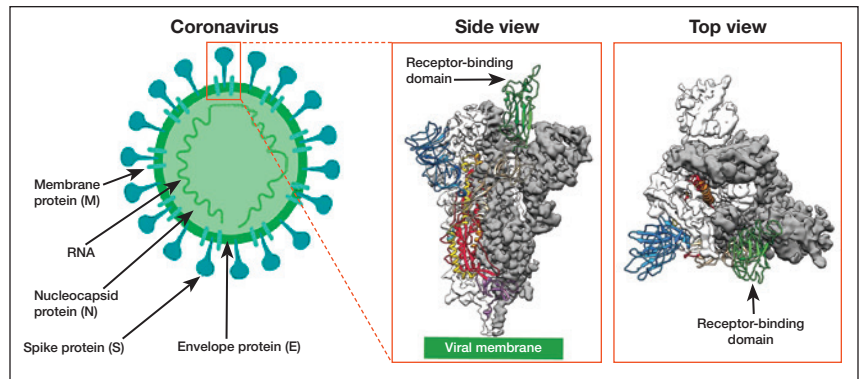 Coronavirus
Side view
Top view
Receptor-binding
domain
Membrane
protein (M)
RNA
Nucleocapsid
protein (N)
Spike protein (S)
Envelope protein (E)
Viral membrane
Receptor-binding
domain